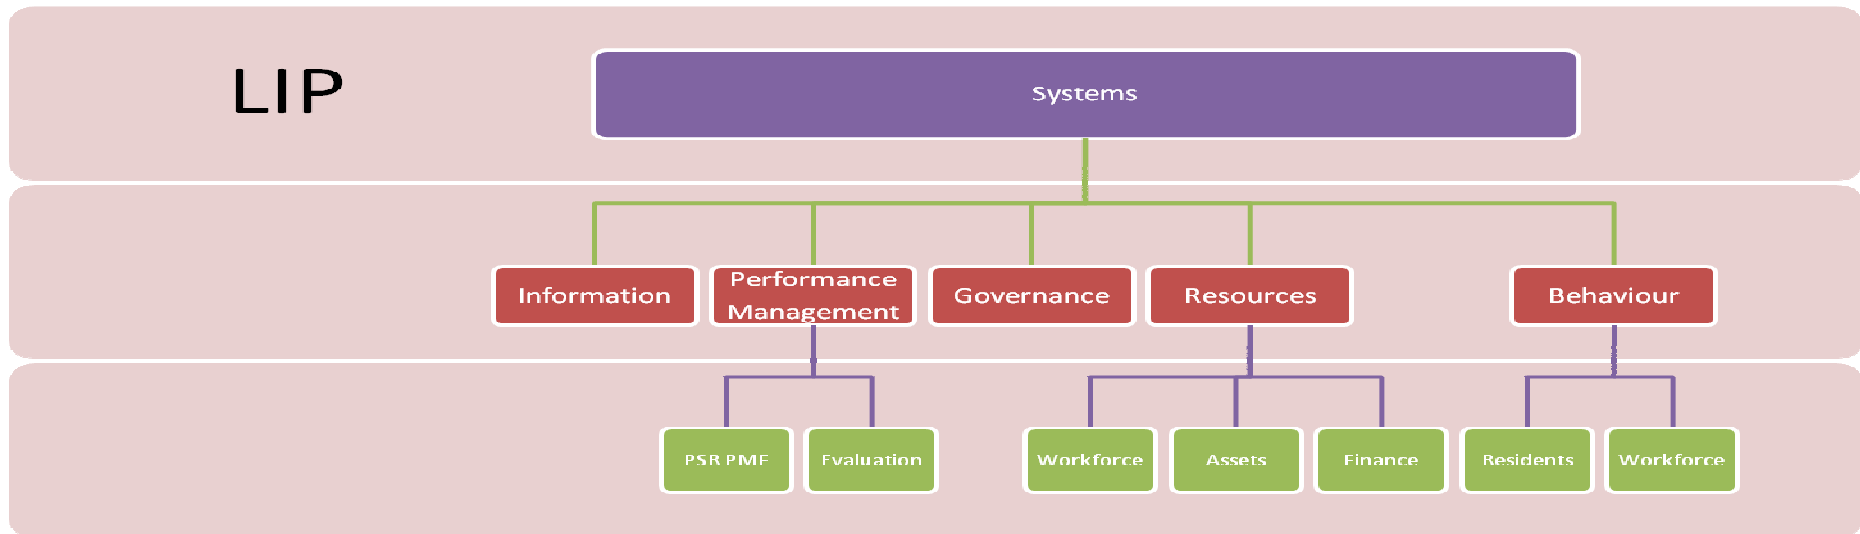 LIP
Systems
Information
Performance
Management
Governance
Resources
Behaviour
PSR PMF
Evaluation
Workforce
Assets
Finance
Residents
Workforce